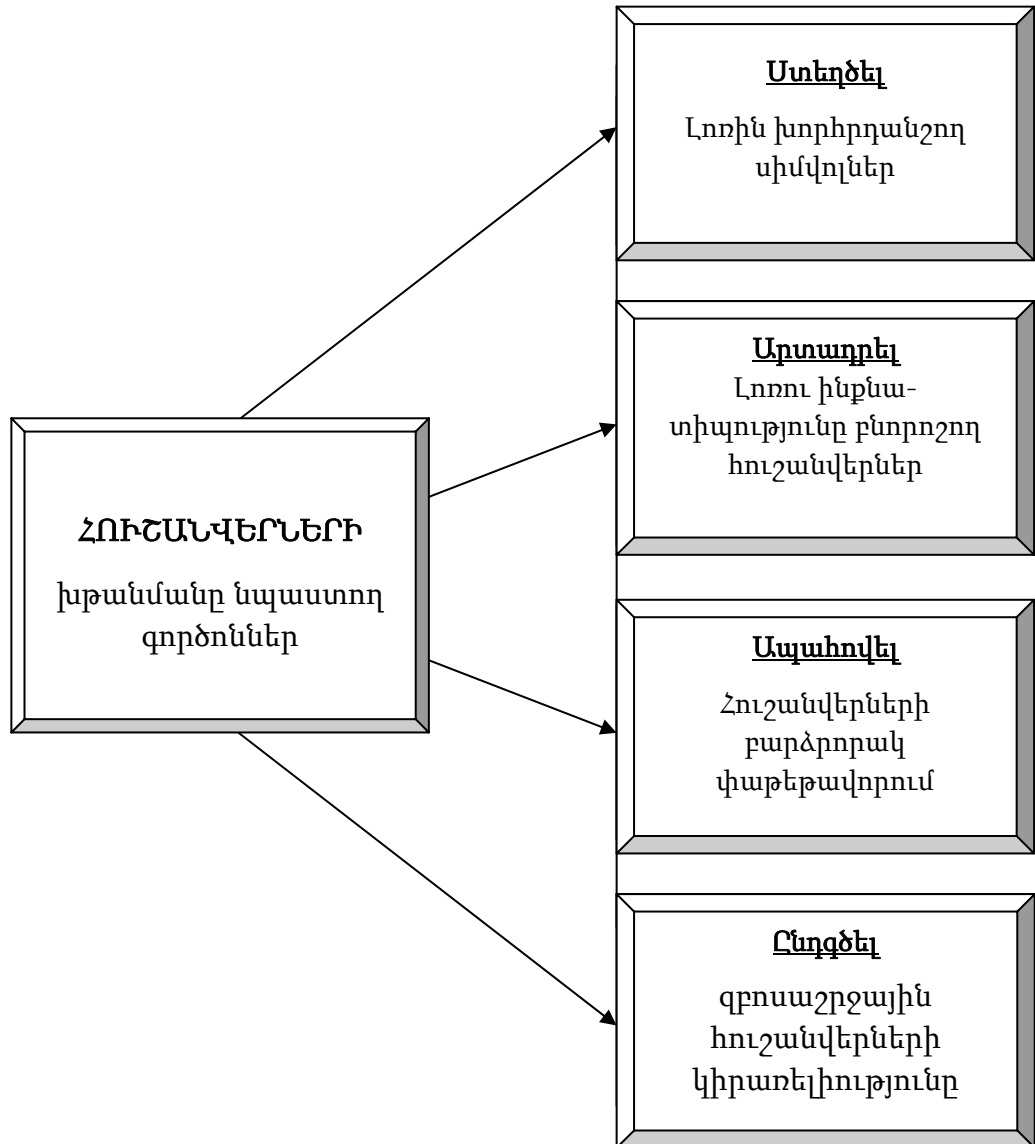 Ստեղծել
Լոռին խորհրդանշող
սիմվոլներ
Արտադրել
Լոռու ինքնա-
տիպությունը բնորոշող
հուշանվերներ
ՀՈՒՇԱՆՎԵՐՆԵՐԻ
խթանմանը նպաստող
գործոններ
Ապահովել
Հուշանվերների
բարձրորակ
փաթեթավորում
Ընդգծել
զբոսաշրջային
հուշանվերների
կիրառելիությունը